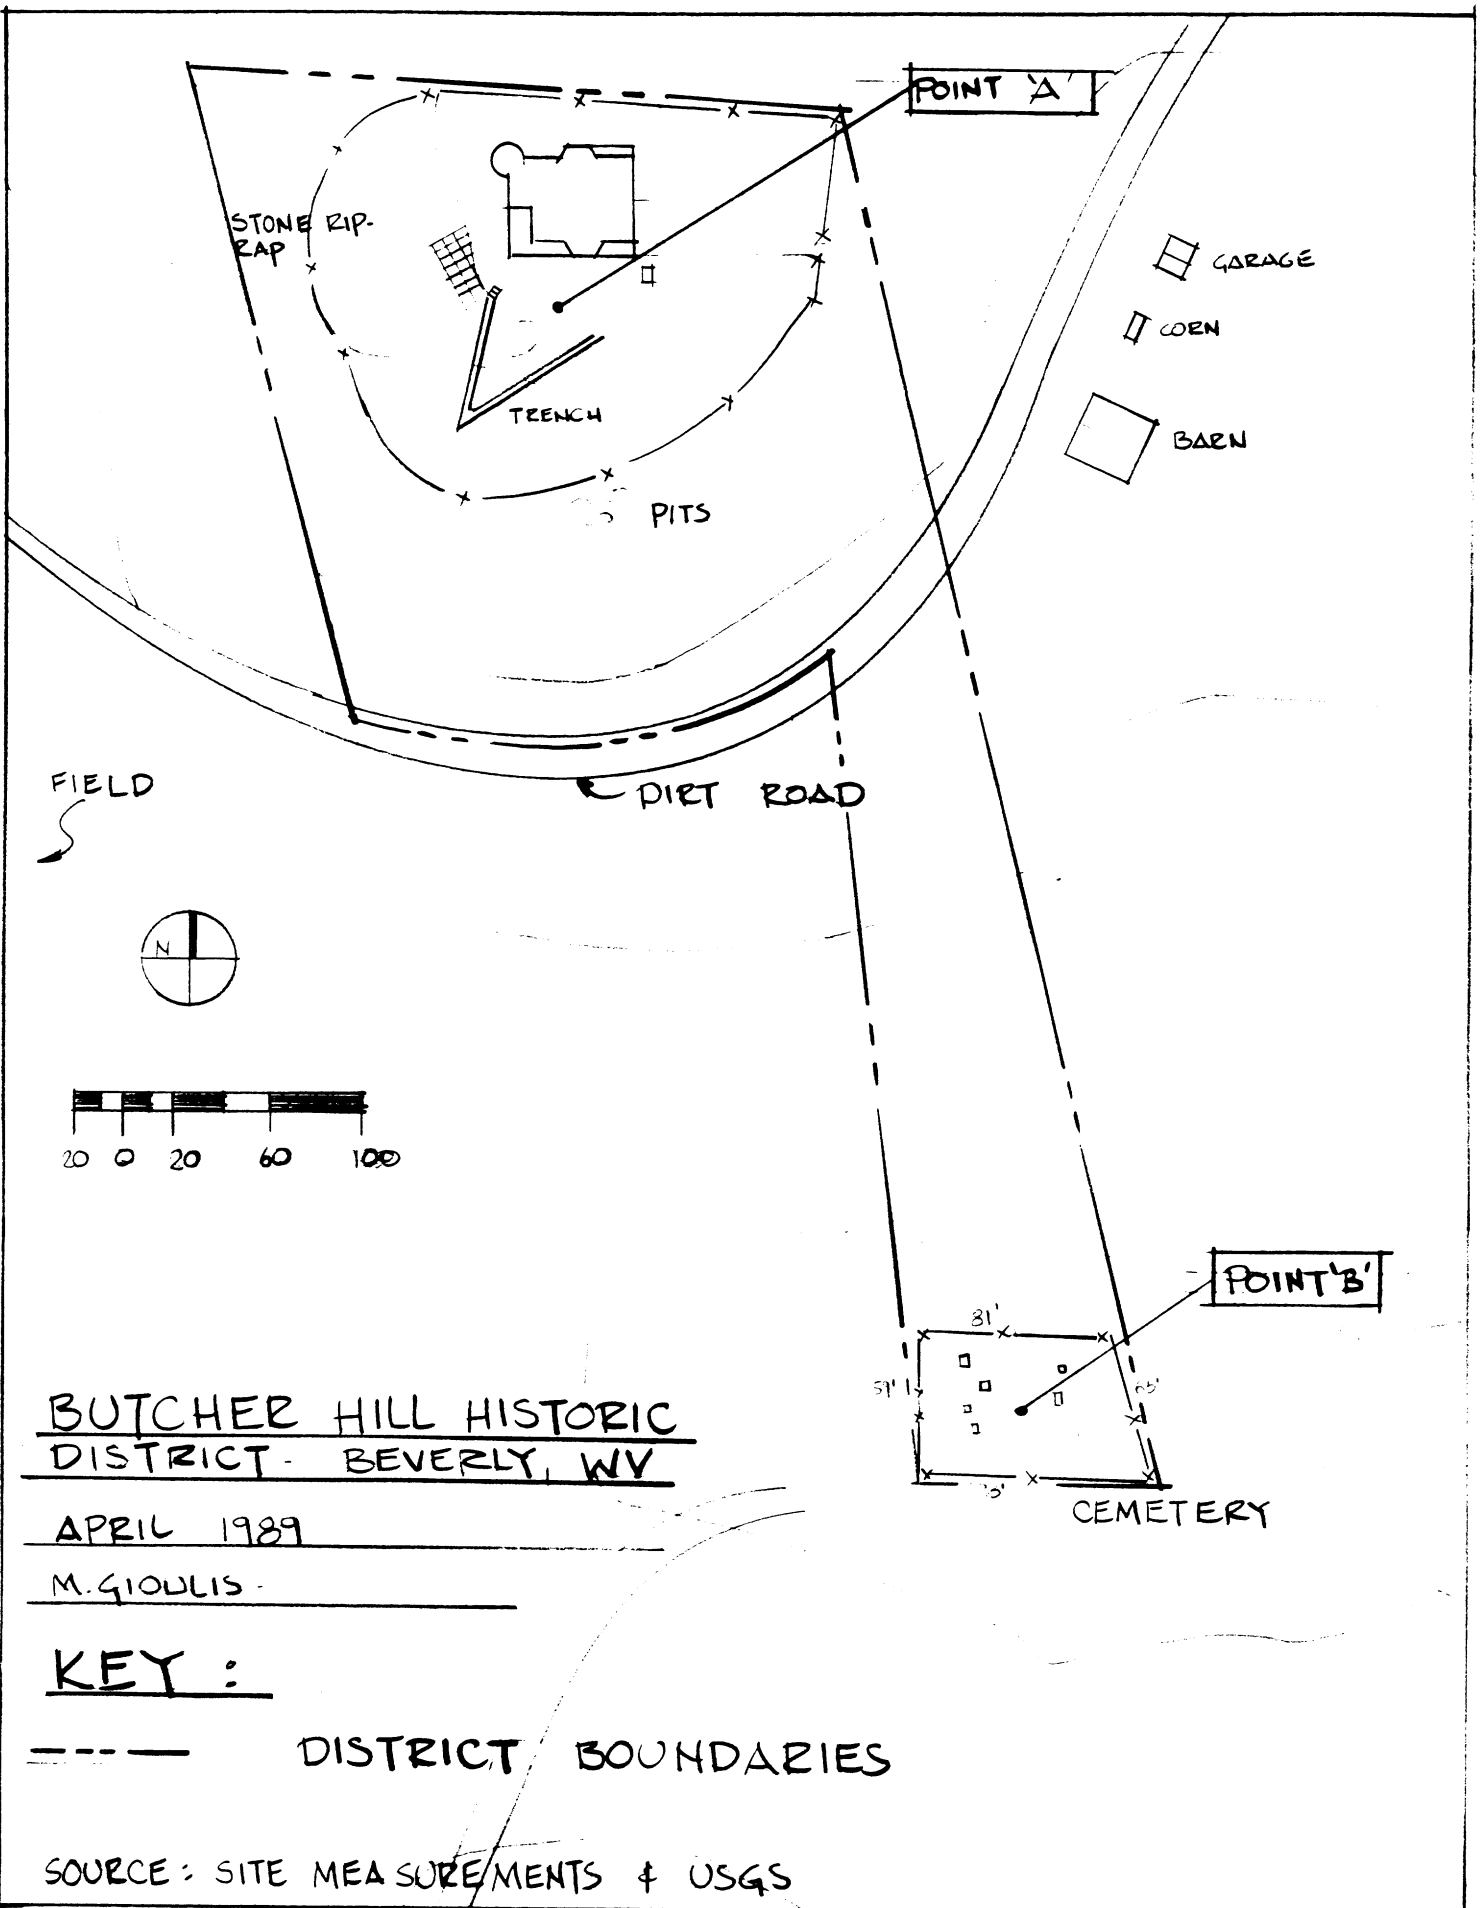 POINT 'A'
STONE RIP-
RAP
GARAGE
CORN
BARN
TRENCH
PITS
FIELD
DIRT ROAD
N
20 0 20 60 100
POINT 'B'
81'
59'
65'
CEMETERY
BUTCHER HILL HISTORIC
DISTRICT - BEVERLY, WV
APRIL 1989
M. GIOULIS -
KEY :
DISTRICT BOUNDARIES
SOURCE : SITE MEASUREMENTS & USGS